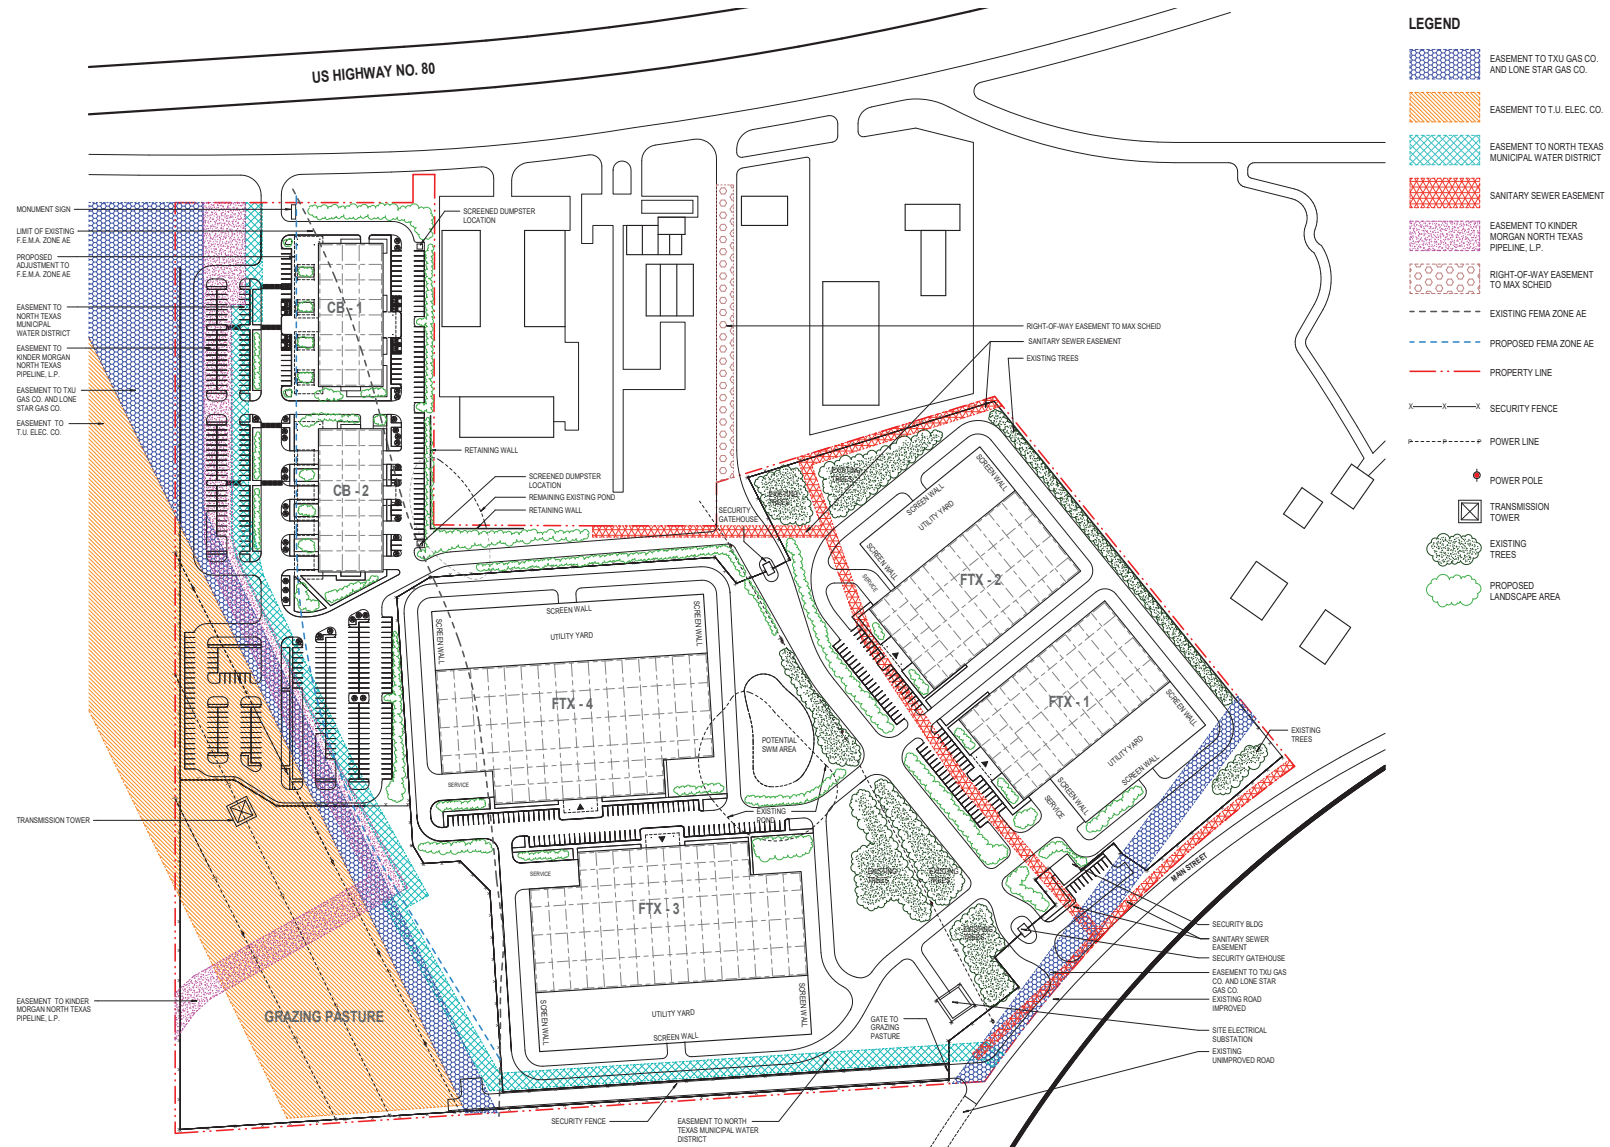 US HIGHWAY NO. 80
MONUMENT SIGN
LIMIT OF EXISTING
F.E.M.A. ZONE AE
PROPOSED
ADJUSTMENT TO
F.E.M.A. ZONE AE
EASEMENT TO
NORTH TEXAS
MUNICIPAL
WATER DISTRICT
EASEMENT TO
KINDER MORGAN
NORTH TEXAS
PIPELINE, L.P.
EASEMENT TO TXU
GAS CO. AND LONE
STAR GAS CO.
EASEMENT TO
T.U. ELEC. CO.
TRANSMISSION TOWER
EASEMENT TO KINDER
MORGAN NORTH TEXAS
PIPELINE, L.P.
GRAZING PASTURE
CB - 1
CB - 2
SCREENED DUMPSTER
LOCATION
RETAINING WALL
SCREENED DUMPSTER
LOCATION
REMAINING EXISTING POND
RETAINING WALL
SECURITY
GATEHOUSE
RIGHT-OF-WAY EASEMENT TO MAX SCHEID
SANITARY SEWER EASEMENT
EXISTING TREES
EXISTING
TREES
EXISTING
TREES
SCREEN WALL
SCREEN WALL
UTILITY YARD
SCREEN WALL
SERVICE
FTX - 2
FTX - 1
SCREEN WALL
UTILITY YARD
SCREEN WALL
SCREEN WALL
SERVICE
SCREEN WALL
SCREEN WALL
SCREEN WALL
UTILITY YARD
FTX - 4
SERVICE
POTENTIAL
SWM AREA
EXISTING
POND
SERVICE
FTX - 3
SCREEN WALL
SCREEN WALL
UTILITY YARD
SCREEN WALL
EXISTING
TREES
EXISTING
TREES
EXISTING
TREES
EXISTING
TREES
MAIN STREET
GATE TO
GRAZING
PASTURE
SECURITY BLDG
SANITARY SEWER
EASEMENT
SECURITY GATEHOUSE
EASEMENT TO TXU GAS
CO. AND LONE STAR
GAS CO.
EXISTING ROAD
IMPROVED
SITE ELECTRICAL
SUBSTATION
EXISTING
UNIMPROVED ROAD
SECURITY FENCE
EASEMENT TO NORTH
TEXAS MUNICIPAL WATER
DISTRICT
LEGEND
EASEMENT TO TXU GAS CO.
AND LONE STAR GAS CO.
EASEMENT TO T.U. ELEC. CO.
EASEMENT TO NORTH TEXAS
MUNICIPAL WATER DISTRICT
SANITARY SEWER EASEMENT
EASEMENT TO KINDER
MORGAN NORTH TEXAS
PIPELINE, L.P.
RIGHT-OF-WAY EASEMENT
TO MAX SCHEID
EXISTING FEMA ZONE AE
PROPOSED FEMA ZONE AE
PROPERTY LINE
X X X SECURITY FENCE
P P POWER LINE
POWER POLE
TRANSMISSION
TOWER
EXISTING
TREES
PROPOSED
LANDSCAPE AREA